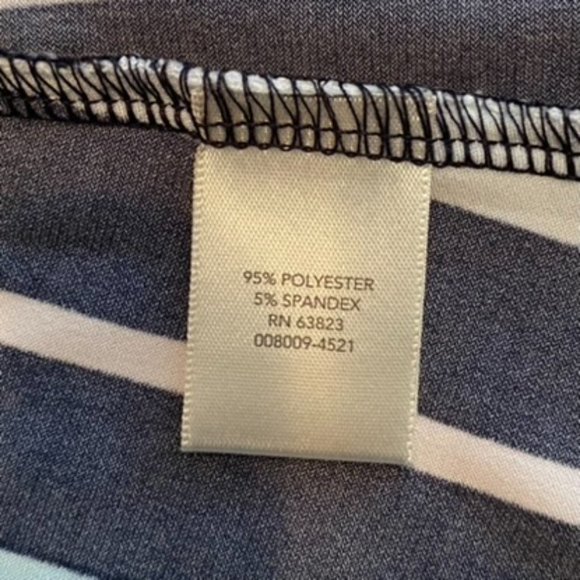 95% POLYESTER
5% SPANDEX
RN 63823
008009-4521